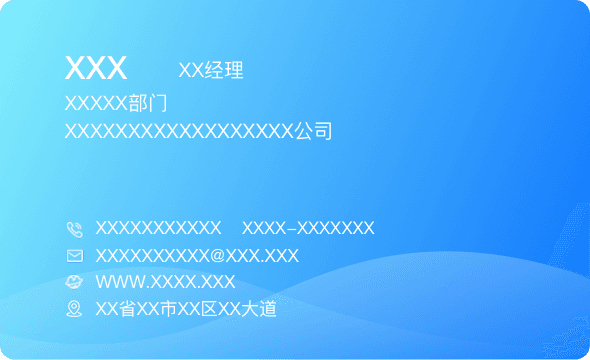 XXX XX经理
XXXXX部门
XXXXXXXXXXXXXXXXXX公司
XXXXXXXXXXX XXXX-XXXXXXX
XXXXXXXXXX@XXX.XXX
WWW.XXXX.XXX
XX省XX市XX区XX大道